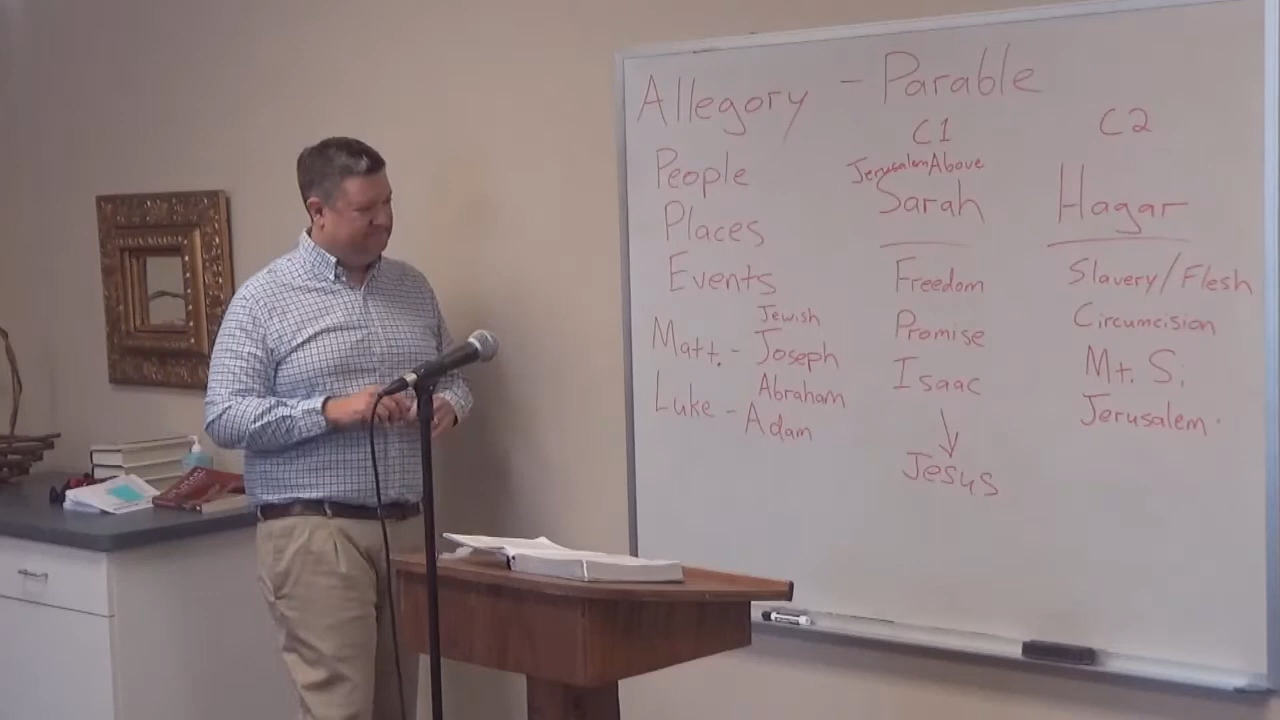 Allegory - Parable
People
Places
Events
Jewish
Matt. - Joseph
Abraham
Luke - Adam
C1
Jerusalem Above
Sarah
Freedom
Promise
Isaac
Jesus
C2
Hagar
Slavery/Flesh
Circumcision
Mt. S.
Jerusalem